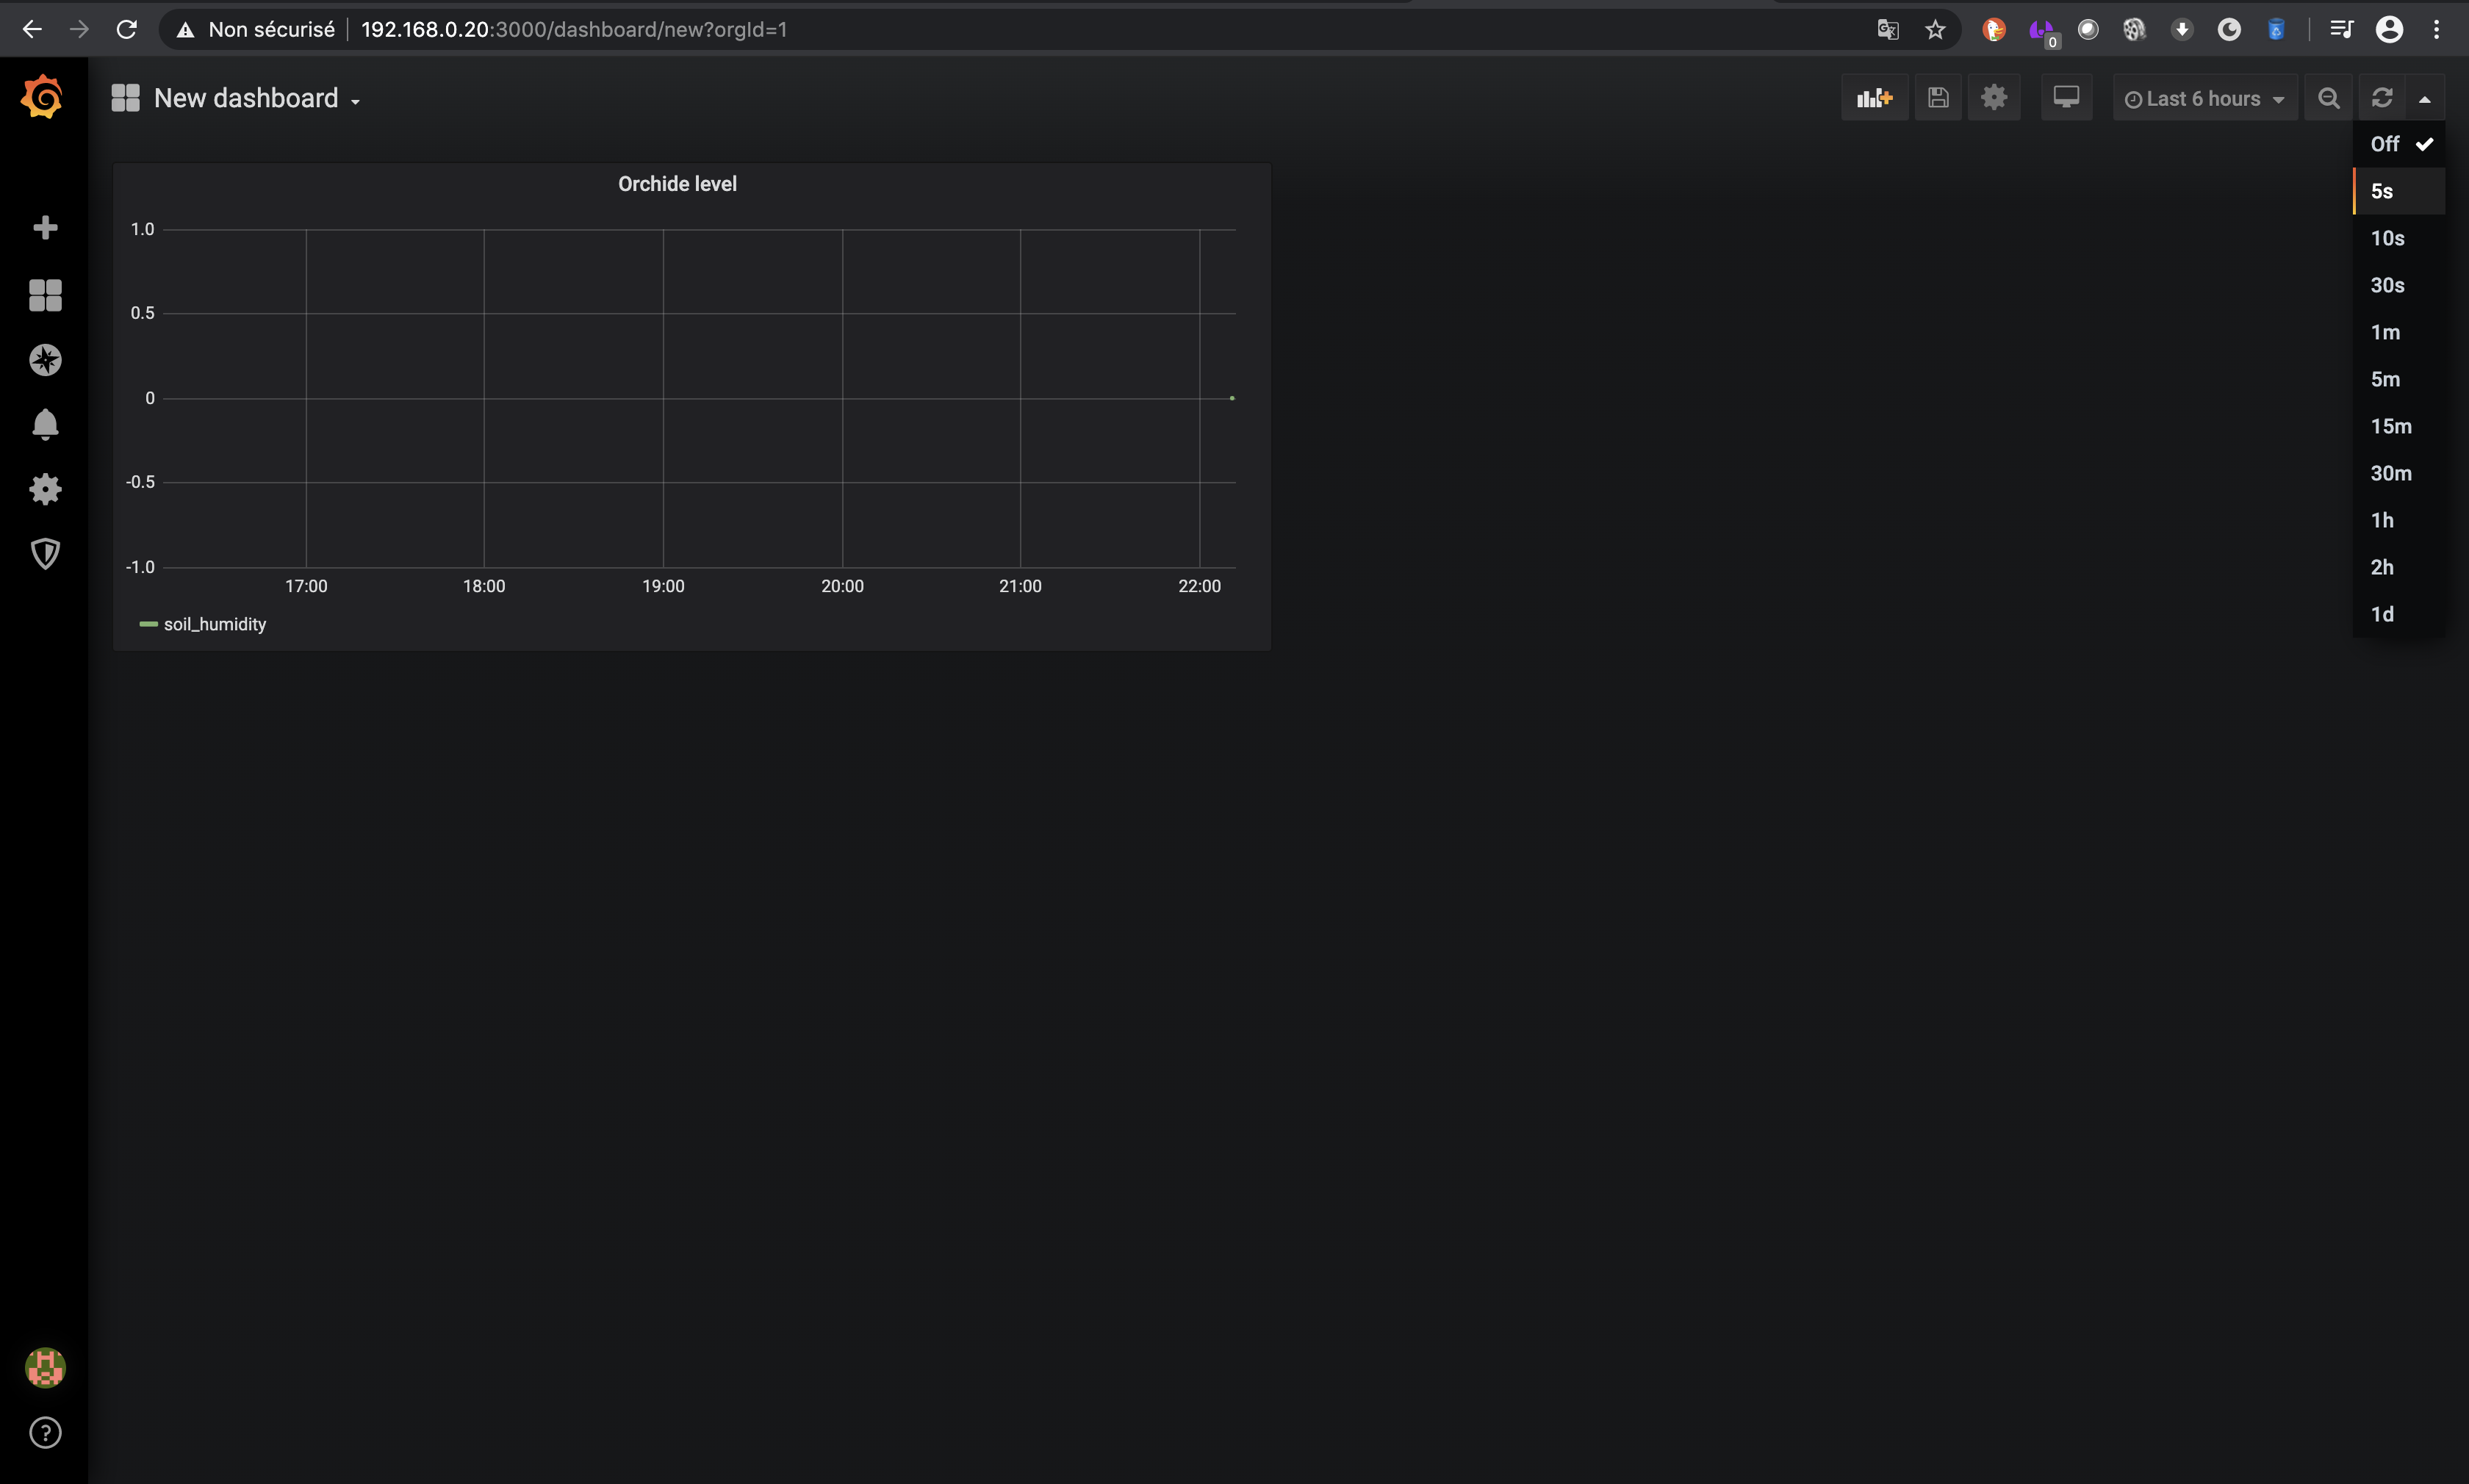 Non sécurisé 192.168.0.20:3000/dashboard/new?orgId=1
0
New dashboard
Last 6 hours
Off
5s
10s
30s
1m
5m
15m
30m
1h
2h
1d
Orchide level
1.0
0.5
0
-0.5
-1.0
17:00 18:00 19:00 20:00 21:00 22:00
soil_humidity
?